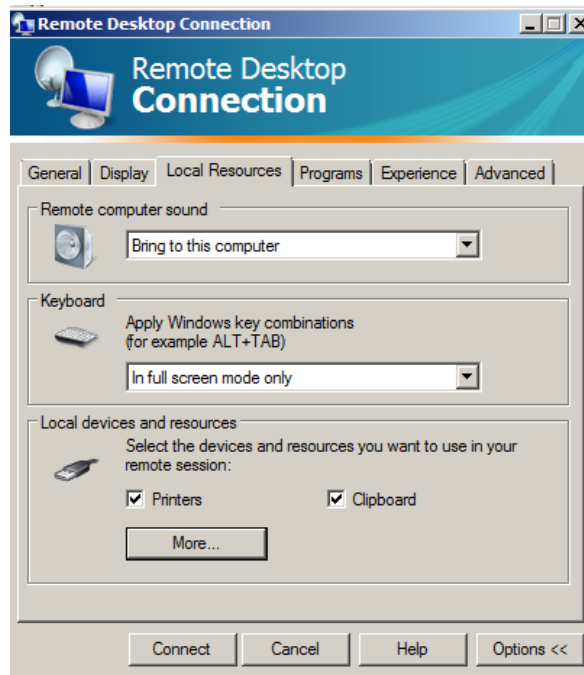 Remote Desktop Connection
Remote Desktop
Connection
General Display Local Resources Programs Experience Advanced
Remote computer sound
Bring to this computer
Keyboard
Apply Windows key combinations
(for example ALT+TAB)
In full screen mode only
Local devices and resources
Select the devices and resources you want to use in your
remote session:
Printers Clipboard
More...
Connect Cancel Help Options <<